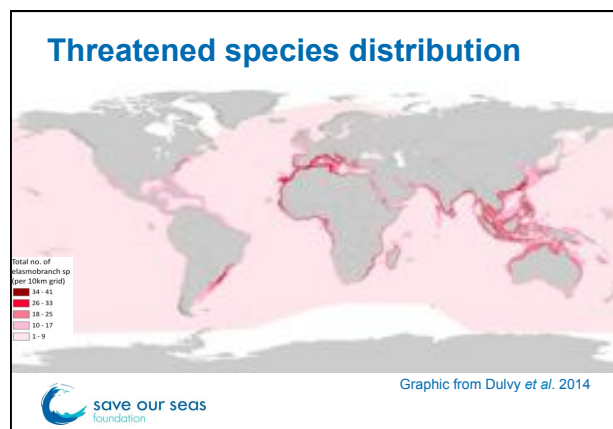 Threatened species distribution
Total no. of
elasmobranch sp
(per 10km grid)
34 - 41
26 - 33
18 - 25
10 - 17
1 - 9
Graphic from Dulvy et al. 2014
save our seas
foundation